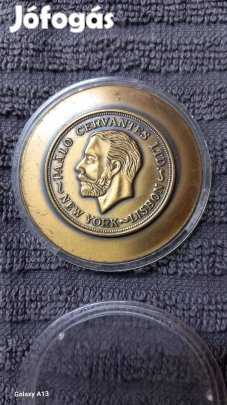 Jófogás
PABLO CERVANTES LTD
NEW YORK ~ LISBON
Galaxy A13